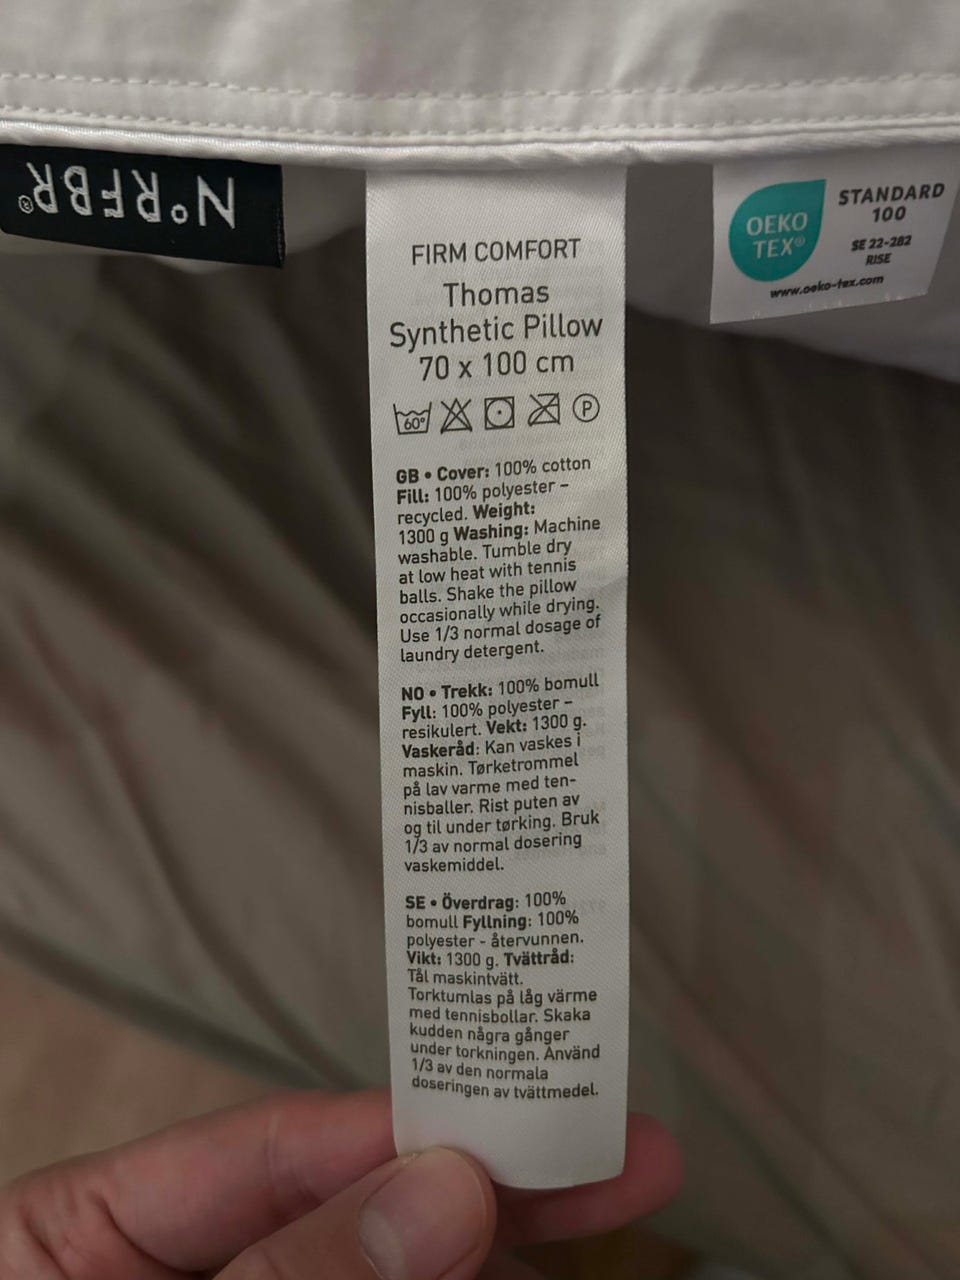 N°RFBR®
FIRM COMFORT
Thomas
Synthetic Pillow
70 x 100 cm
60° P
GB • Cover: 100% cotton
Fill: 100% polyester –
recycled. Weight:
1300 g Washing: Machine
washable. Tumble dry
at low heat with tennis
balls. Shake the pillow
occasionally while drying.
Use 1/3 normal dosage of
laundry detergent.
NO • Trekk: 100% bomull
Fyll: 100% polyester –
resikulert. Vekt: 1300 g.
Vaskeråd: Kan vaskes i
maskin. Tørketrommel
på lav varme med ten-
nisballer. Rist puten av
og til under tørking. Bruk
1/3 av normal dosering
vaskemiddel.
SE • Överdrag: 100%
bomull Fyllning: 100%
polyester - återvunnen.
Vikt: 1300 g. Tvättråd:
Tål maskintvätt.
Torktumlas på låg värme
med tennisbollar. Skaka
kudden några gånger
under torkningen. Använd
1/3 av den normala
doseringen av tvättmedel.
OEKO
TEX®
STANDARD
100
SE 22-282
RISE
www.oeko-tex.com